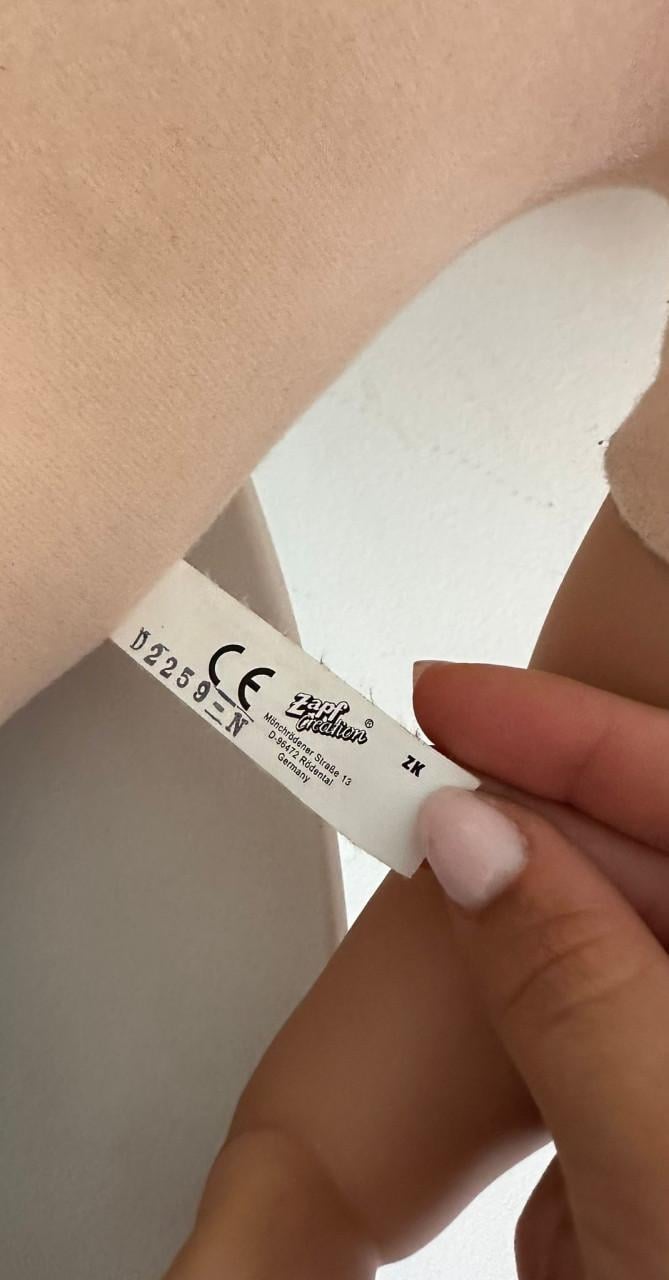 CE
D2259=N
Zapf
Creation®
Mönchrödener Straße 13
D-96472 Rödental
Germany
ZK